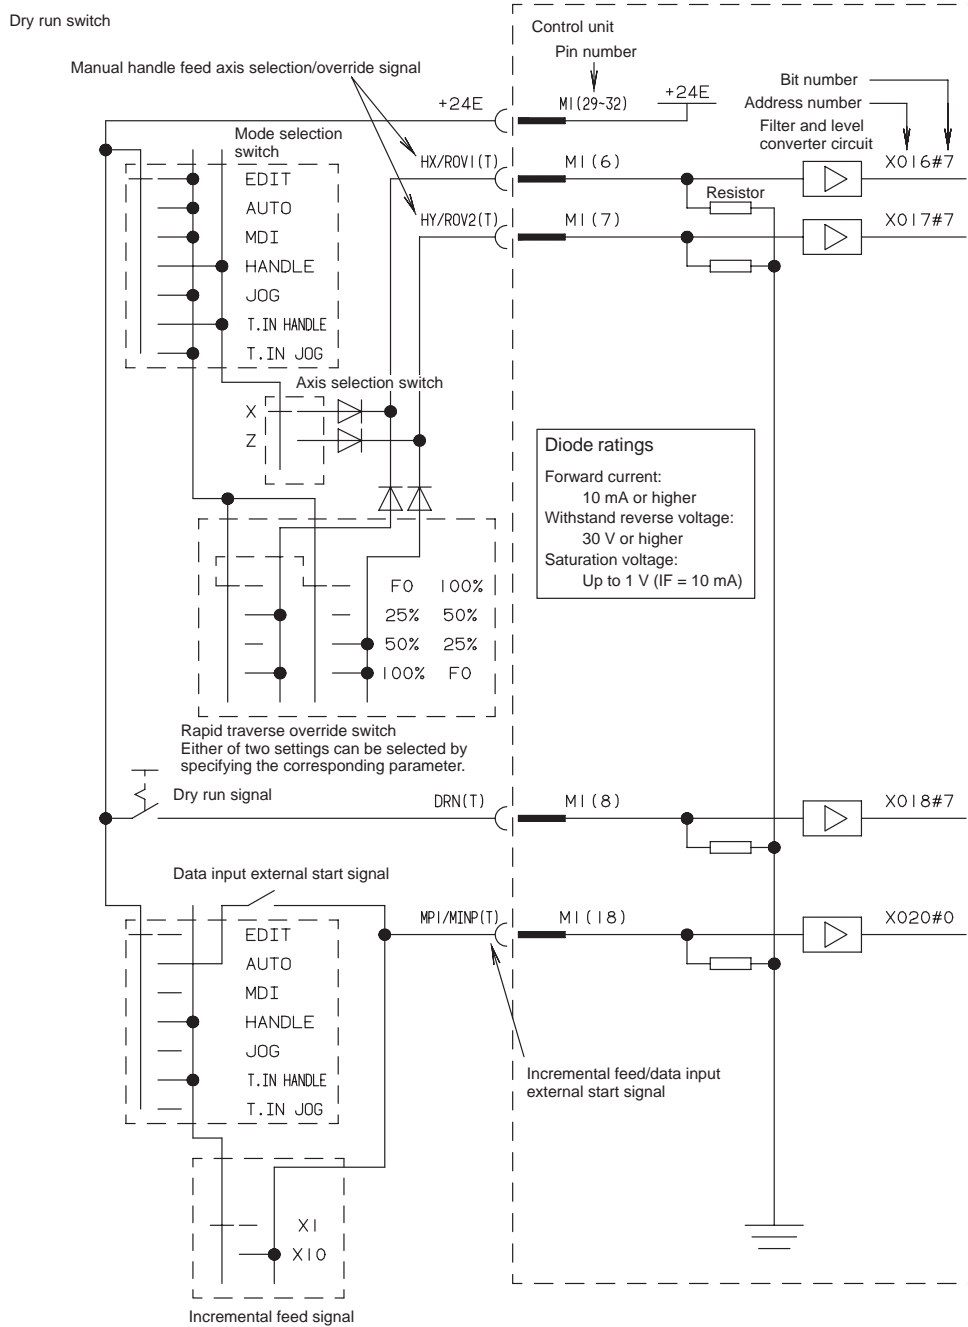 Dry run switch
Control unit
Pin number
Manual handle feed axis selection/override signal
Bit number
+24E
M1(29~32)
+24E
Address number
Filter and level
converter circuit
Mode selection
switch
HX/ROV1(T)
M1(6)
X016#7
EDIT
Resistor
AUTO
HY/ROV2(T)
M1(7)
X017#7
MDI
HANDLE
JOG
T.IN HANDLE
T.IN JOG
Axis selection switch
X
Z
Diode ratings
Forward current:
10 mA or higher
Withstand reverse voltage:
30 V or higher
Saturation voltage:
Up to 1 V (IF = 10 mA)
F0 100%
25% 50%
50% 25%
100% F0
Rapid traverse override switch
Either of two settings can be selected by
specifying the corresponding parameter.
Dry run signal
DRN(T)
M1(8)
X018#7
Data input external start signal
MP1/MINP(T)
M1(18)
X020#0
EDIT
AUTO
MDI
HANDLE
JOG
T.IN HANDLE
T.IN JOG
Incremental feed/data input
external start signal
X1
X10
Incremental feed signal